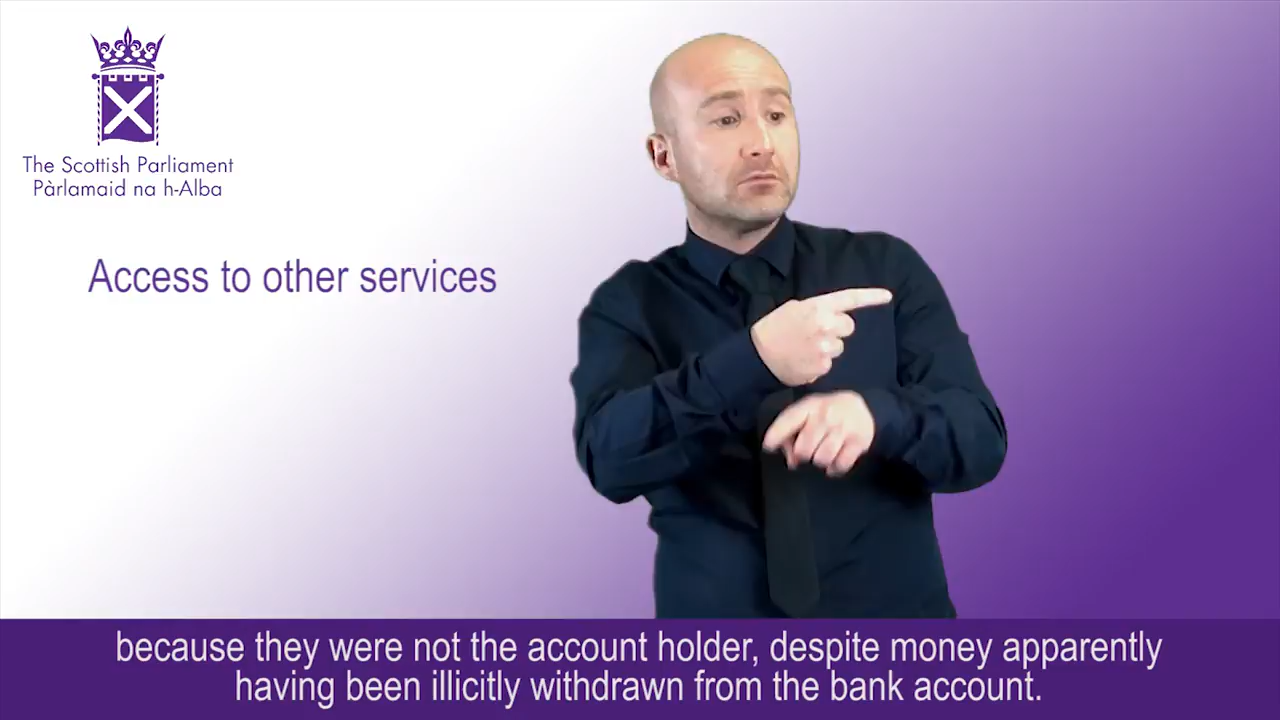 The Scottish Parliament
Pàrlamaid na h-Alba
Access to other services
because they were not the account holder, despite money apparently
having been illicitly withdrawn from the bank account.